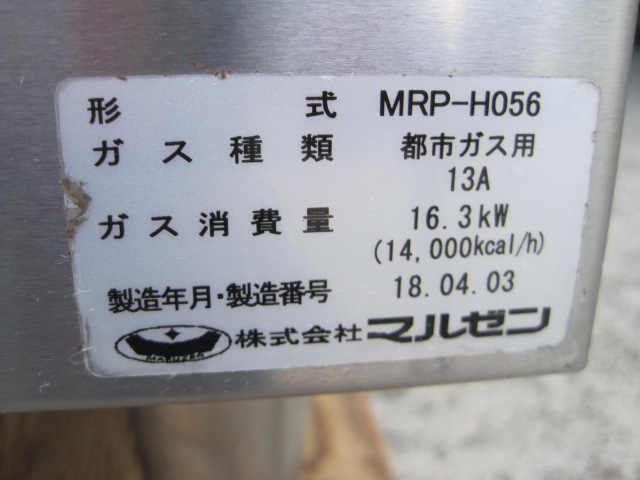 形式 MRP-H056
ガス種類 都市ガス用
13A
ガス消費量 16.3kW
(14,000kcal/h)
製造年月・製造番号 18.04.03
MARUZEN 株式会社マルゼン